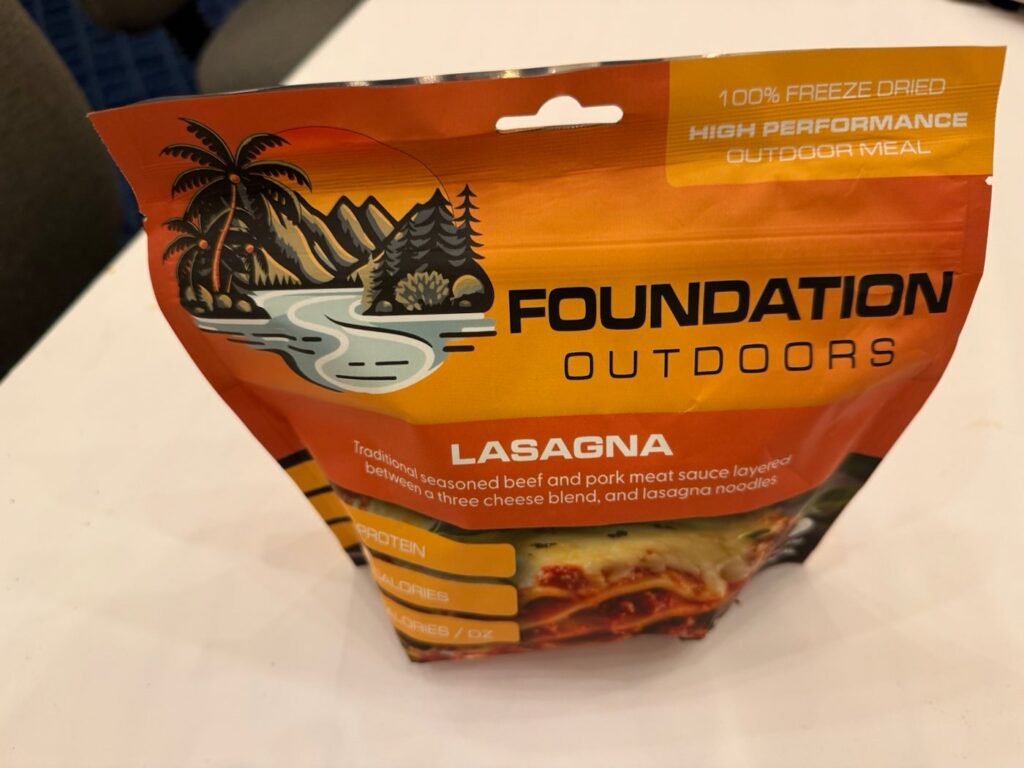 100% FREEZE DRIED
HIGH PERFORMANCE
OUTDOOR MEAL
FOUNDATION
OUTDOORS
LASAGNA
Traditional seasoned beef and pork meat sauce layered
between a three cheese blend, and lasagna noodles
PROTEIN
CALORIES
CALORIES / OZ